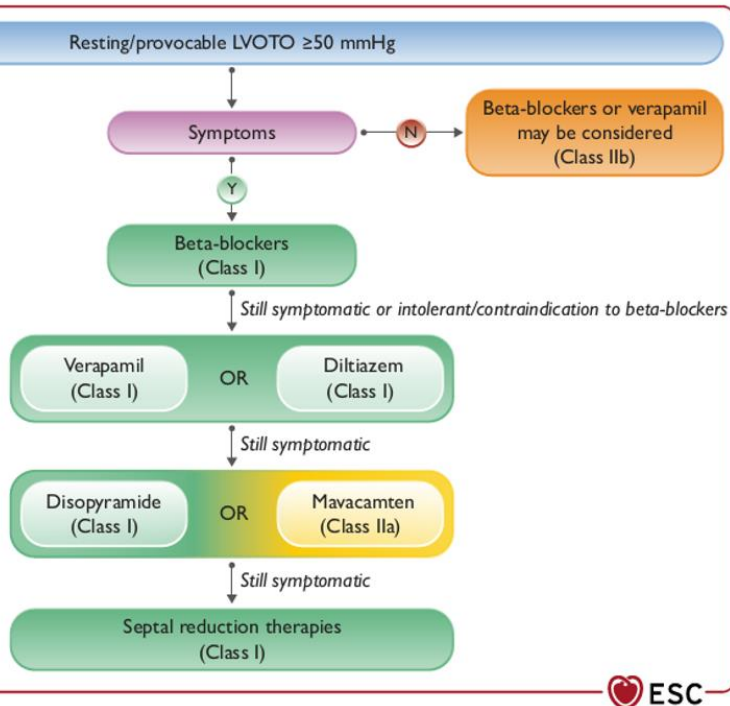 Resting/provocable LVOTO ≥50 mmHg
Symptoms
N
Beta-blockers or verapamil
may be considered
(Class IIb)
Y
Beta-blockers
(Class I)
Still symptomatic or intolerant/contraindication to beta-blockers
Verapamil
(Class I)
OR
Diltiazem
(Class I)
Still symptomatic
Disopyramide
(Class I)
OR
Mavacamten
(Class IIa)
Still symptomatic
Septal reduction therapies
(Class I)
ESC